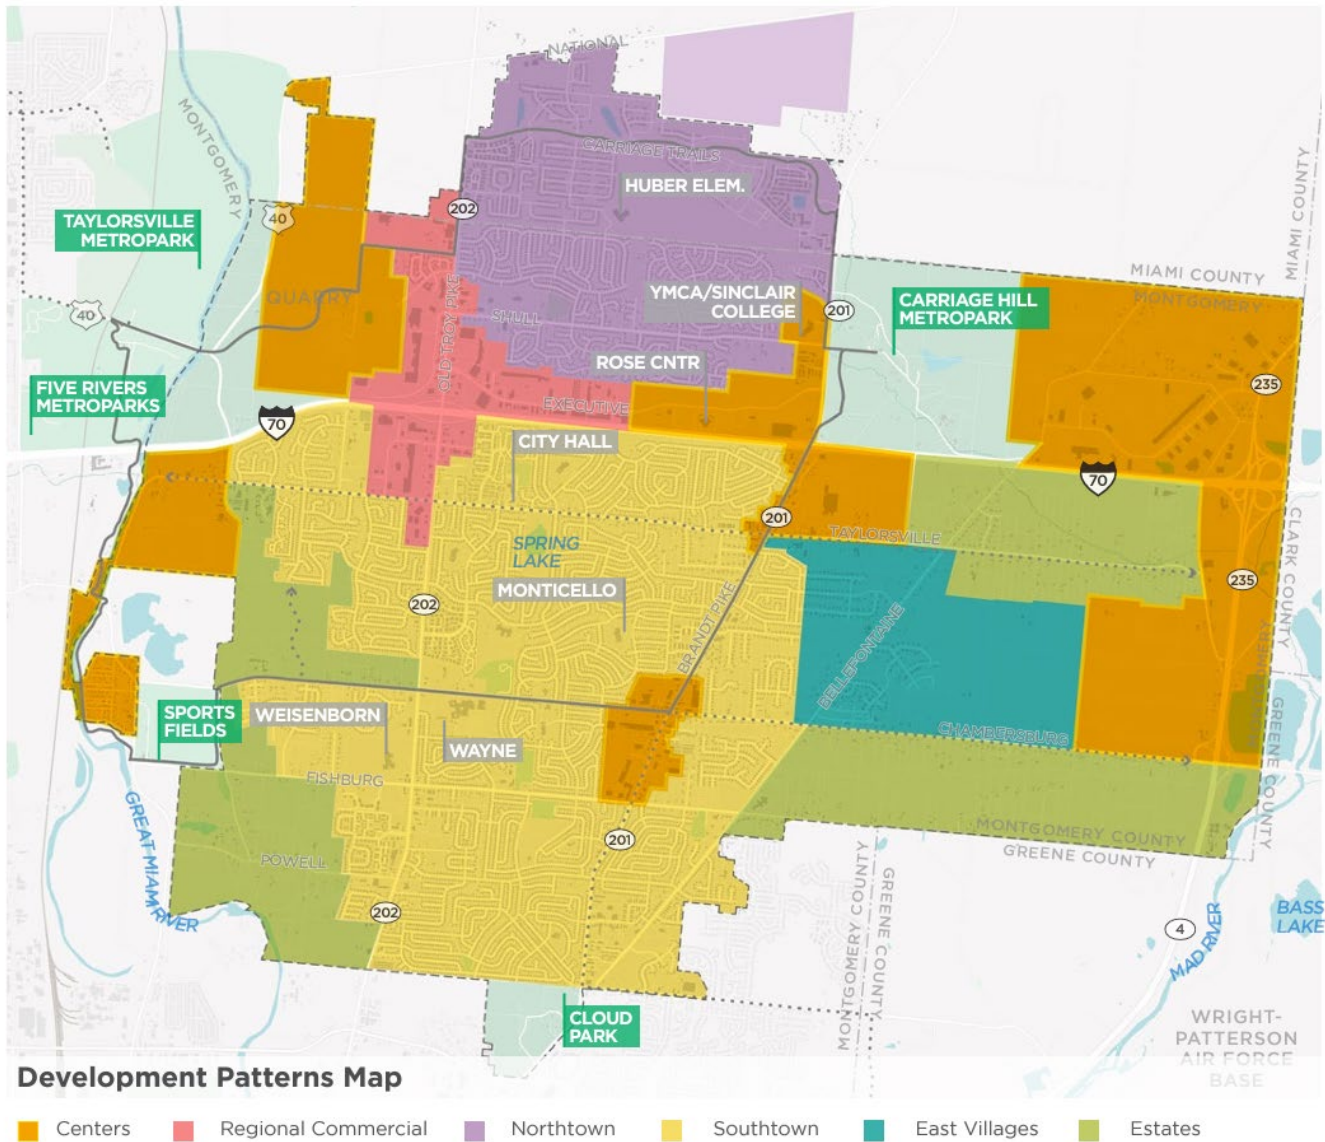 NATIONAL
MONTGOMERY
MIAMI COUNTY
CARRIAGE TRAILS
HUBER ELEM.
202
40
TAYLORSVILLE
METROPARK
MIAMI COUNTY
MONTGOMERY
QUARRY
YMCA/SINCLAIR
COLLEGE
201
CARRIAGE HILL
METROPARK
40
OLD TROY PIKE
SHULL
ROSE CNTR
235
FIVE RIVERS
METROPARKS
EXECUTIVE
70
CITY HALL
70
201
TAYLORSVILLE
CLARK COUNTY
SPRING
LAKE
MONTICELLO
202
235
BRANDT PIKE
BELLEFONTAINE
MONTGOMERY
GREENE COUNTY
SPORTS
FIELDS
WEISENBORN
WAYNE
CHAMBERSBURG
FISHBURG
GREAT MIAMI RIVER
201
MONTGOMERY COUNTY
GREENE COUNTY
POWELL
202
MONTGOMERY COUNTY
GREENE COUNTY
4
MAD RIVER
BASS
LAKE
CLOUD
PARK
WRIGHT-
PATTERSON
AIR FORCE
BASE
Development Patterns Map
Centers
Regional Commercial
Northtown
Southtown
East Villages
Estates